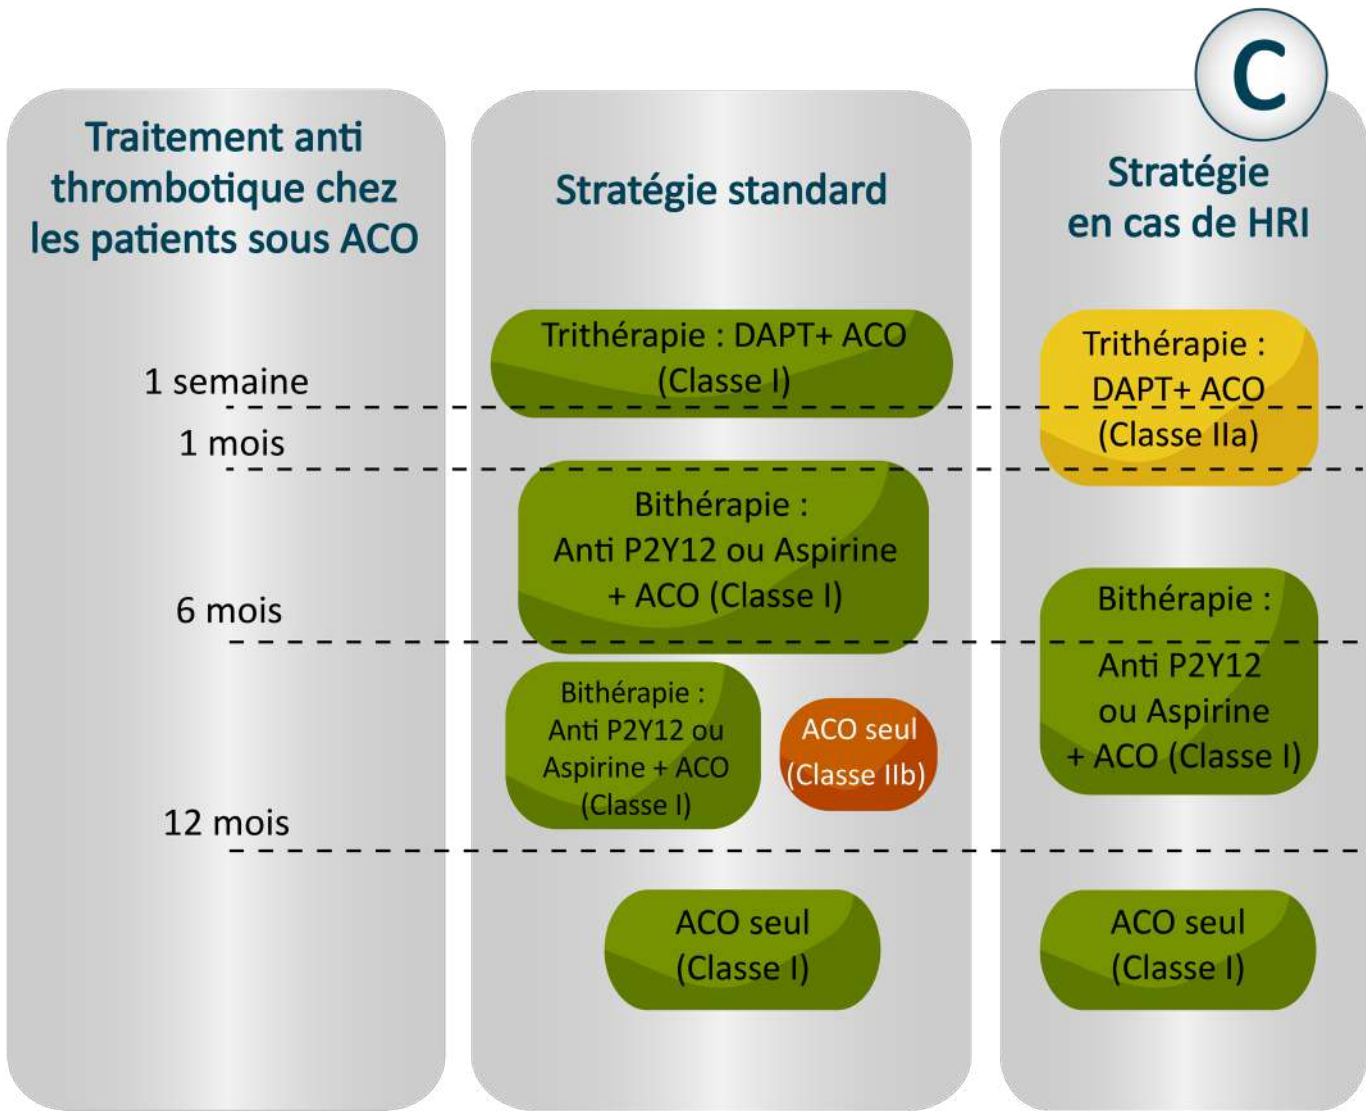 C
Traitement anti
thrombotique chez
les patients sous ACO
Stratégie standard
Stratégie
en cas de HRI
1 semaine
1 mois
6 mois
12 mois
Trithérapie : DAPT+ ACO
(Classe I)
Bithérapie :
Anti P2Y12 ou Aspirine
+ ACO (Classe I)
Bithérapie :
Anti P2Y12 ou
Aspirine + ACO
(Classe I)
ACO seul
(Classe IIb)
ACO seul
(Classe I)
Trithérapie :
DAPT+ ACO
(Classe IIa)
Bithérapie :
Anti P2Y12
ou Aspirine
+ ACO (Classe I)
ACO seul
(Classe I)